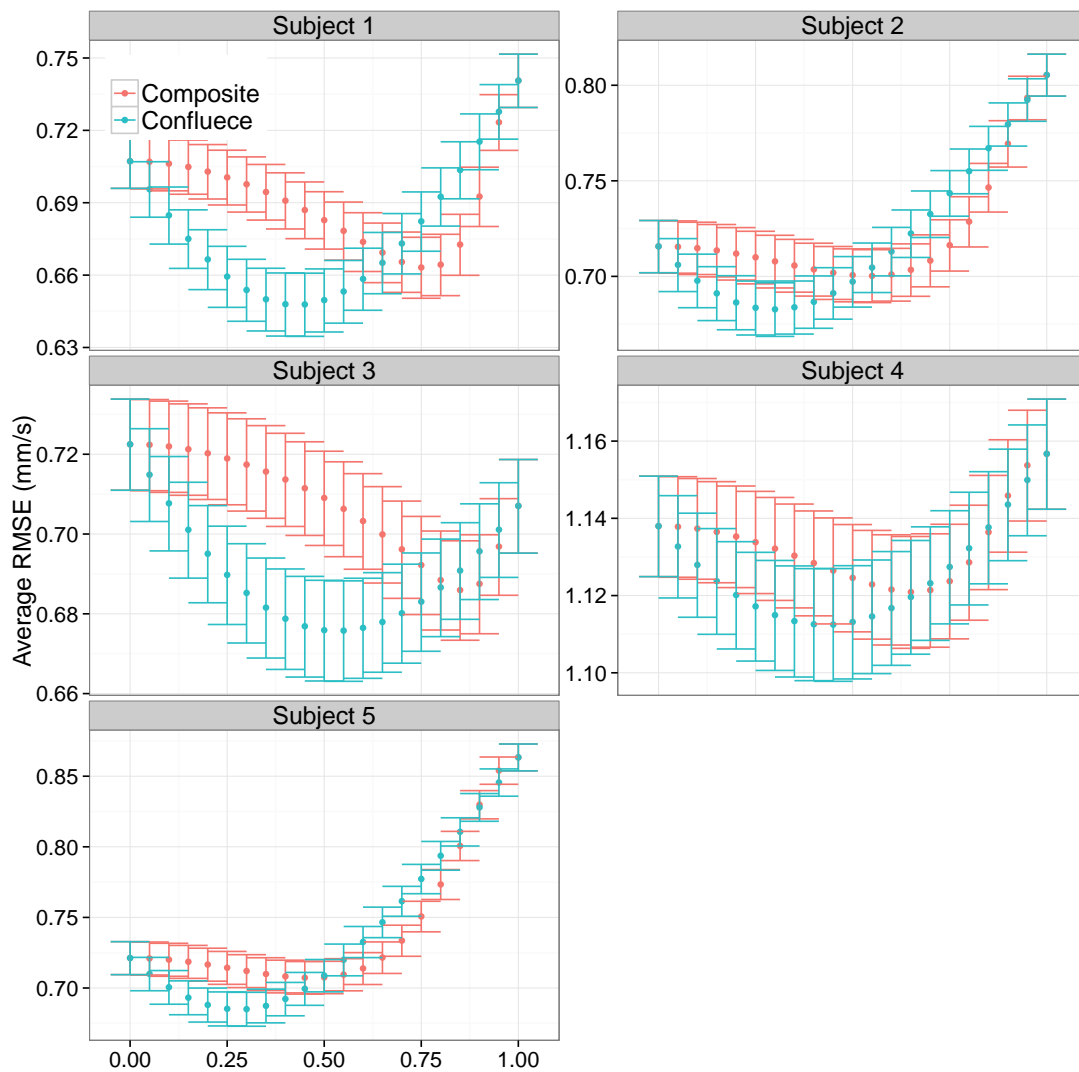 Subject 1
Subject 2
0.75
0.72
0.69
0.66
0.63
Composite
Confluece
0.80
0.75
0.70
Subject 3
Subject 4
Average RMSE (mm/s)
0.72
0.70
0.68
0.66
1.16
1.14
1.12
1.10
Subject 5
0.85
0.80
0.75
0.70
0.00 0.25 0.50 0.75 1.00